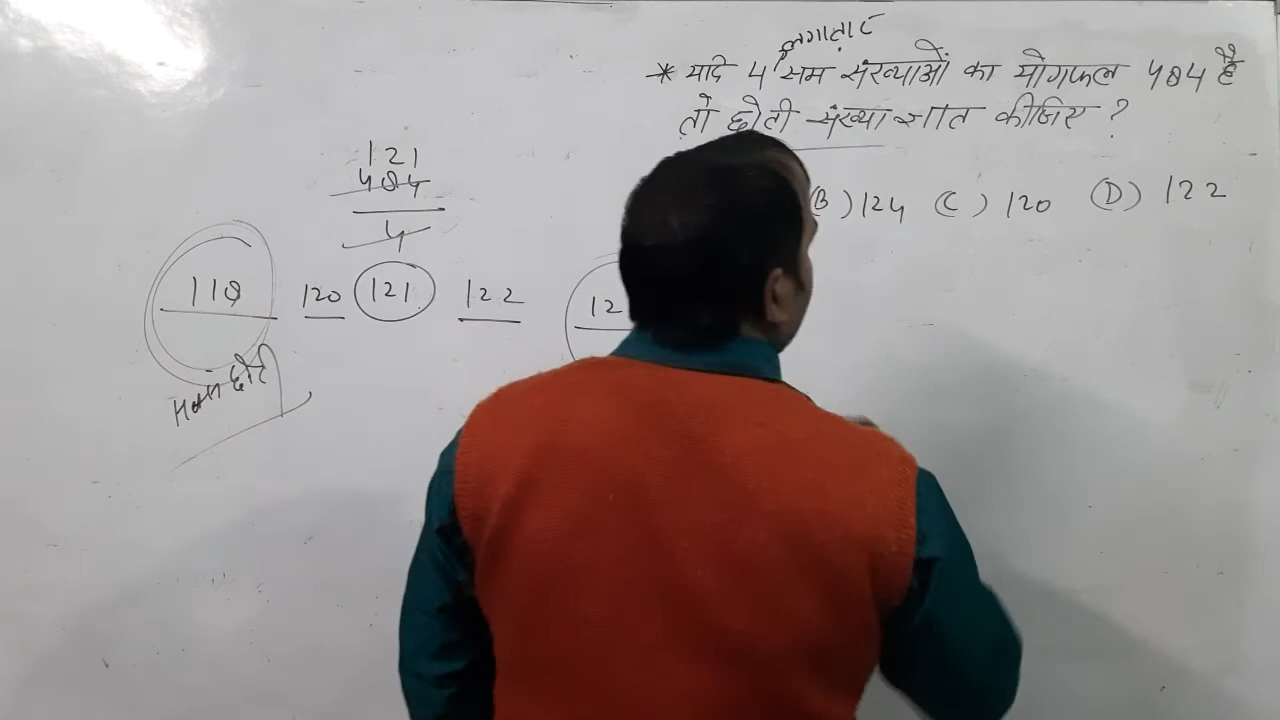 लगातार
* यदि 4 सम संख्याओं का योगफल 484 है
तो छोटी संख्या ज्ञात कीजिए ?
B) 124 (C) 120 (D) 122
121
484
4
118 120 121 122 12
छोटी